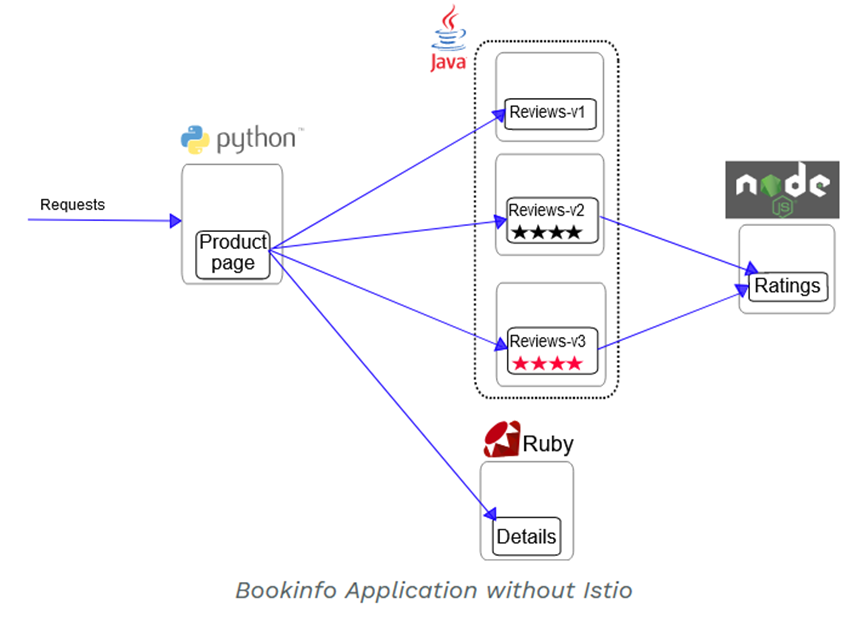 Java
Reviews-v1
python™
Requests
Product
page
Reviews-v2
★★★★
node
JS
Ratings
Reviews-v3
★★★★
Ruby
Details
Bookinfo Application without Istio